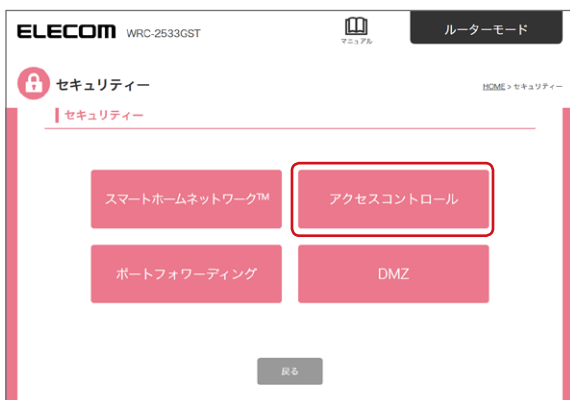 ELECOM WRC-2533GST
マニュアル
ルーターモード
セキュリティー
HOME > セキュリティー
セキュリティー
スマートホームネットワーク™
アクセスコントロール
ポートフォワーディング
DMZ
戻る